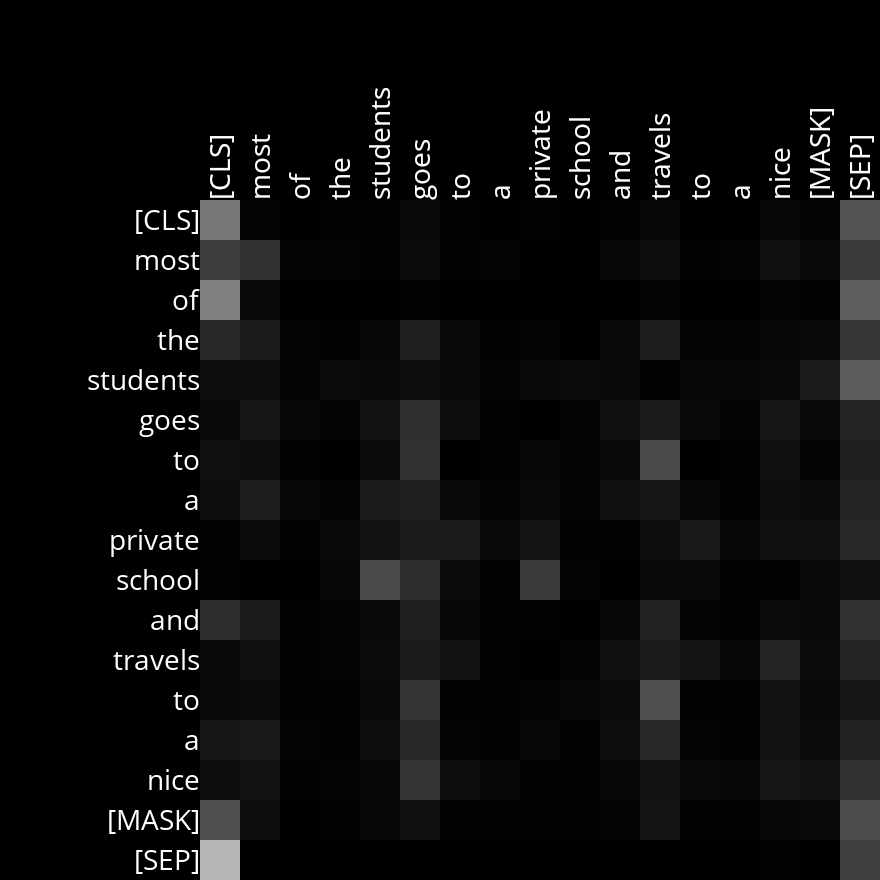 [CLS] most of the students goes to a private school and travels to a nice [MASK] [SEP]
[CLS]
most
of
the
students
goes
to
a
private
school
and
travels
to
a
nice
[MASK]
[SEP]